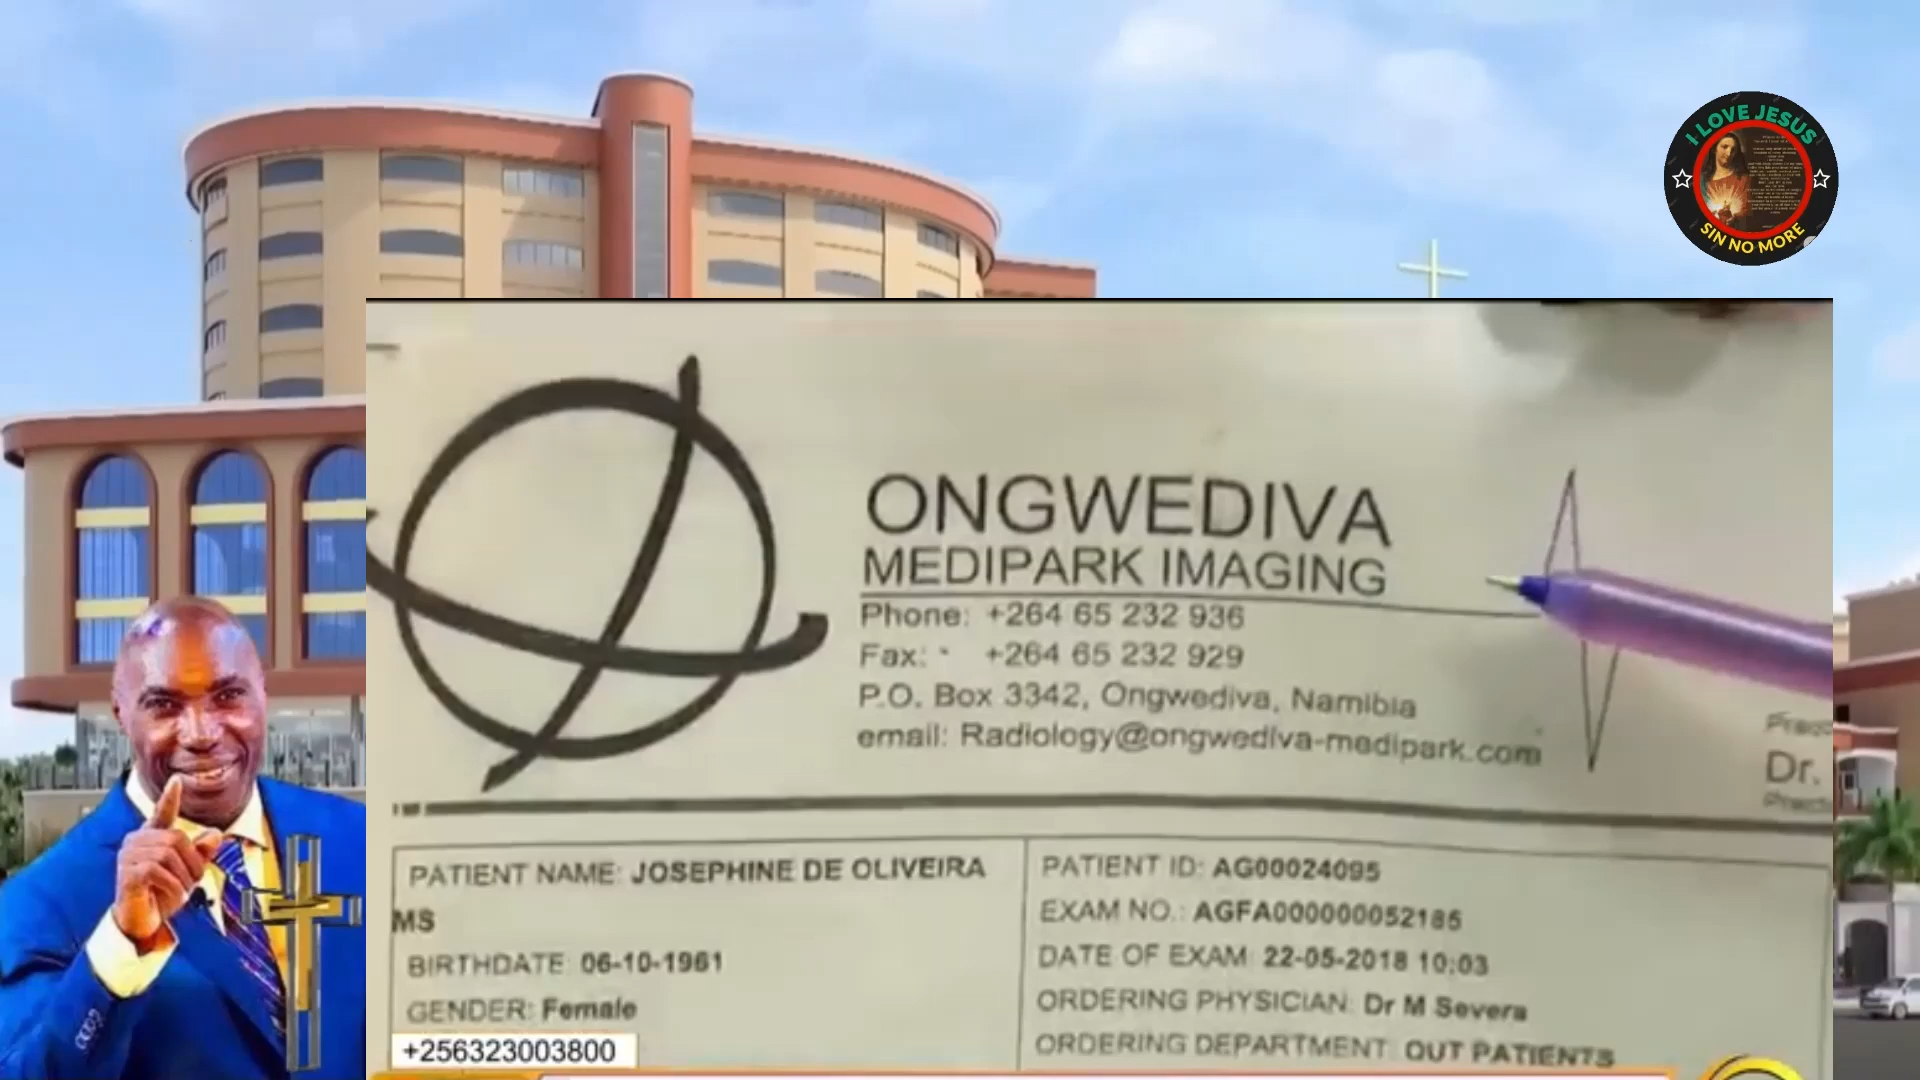 I LOVE JESUS
SIN NO MORE
ONGWEDIVA
MEDIPARK IMAGING
Phone: +264 65 232 936
Fax: +264 65 232 929
P.O. Box 3342, Ongwediva, Namibia
email: Radiology@ongwediva-medipark.com
Dr.
PATIENT NAME: JOSEPHINE DE OLIVEIRA
MS
BIRTHDATE: 06-10-1961
GENDER: Female
PATIENT ID: AG00024095
EXAM NO.: AGFA000000052185
DATE OF EXAM: 22-05-2018 10:03
ORDERING PHYSICIAN: Dr M Severa
ORDERING DEPARTMENT: OUT PATIENTS
+256323003800